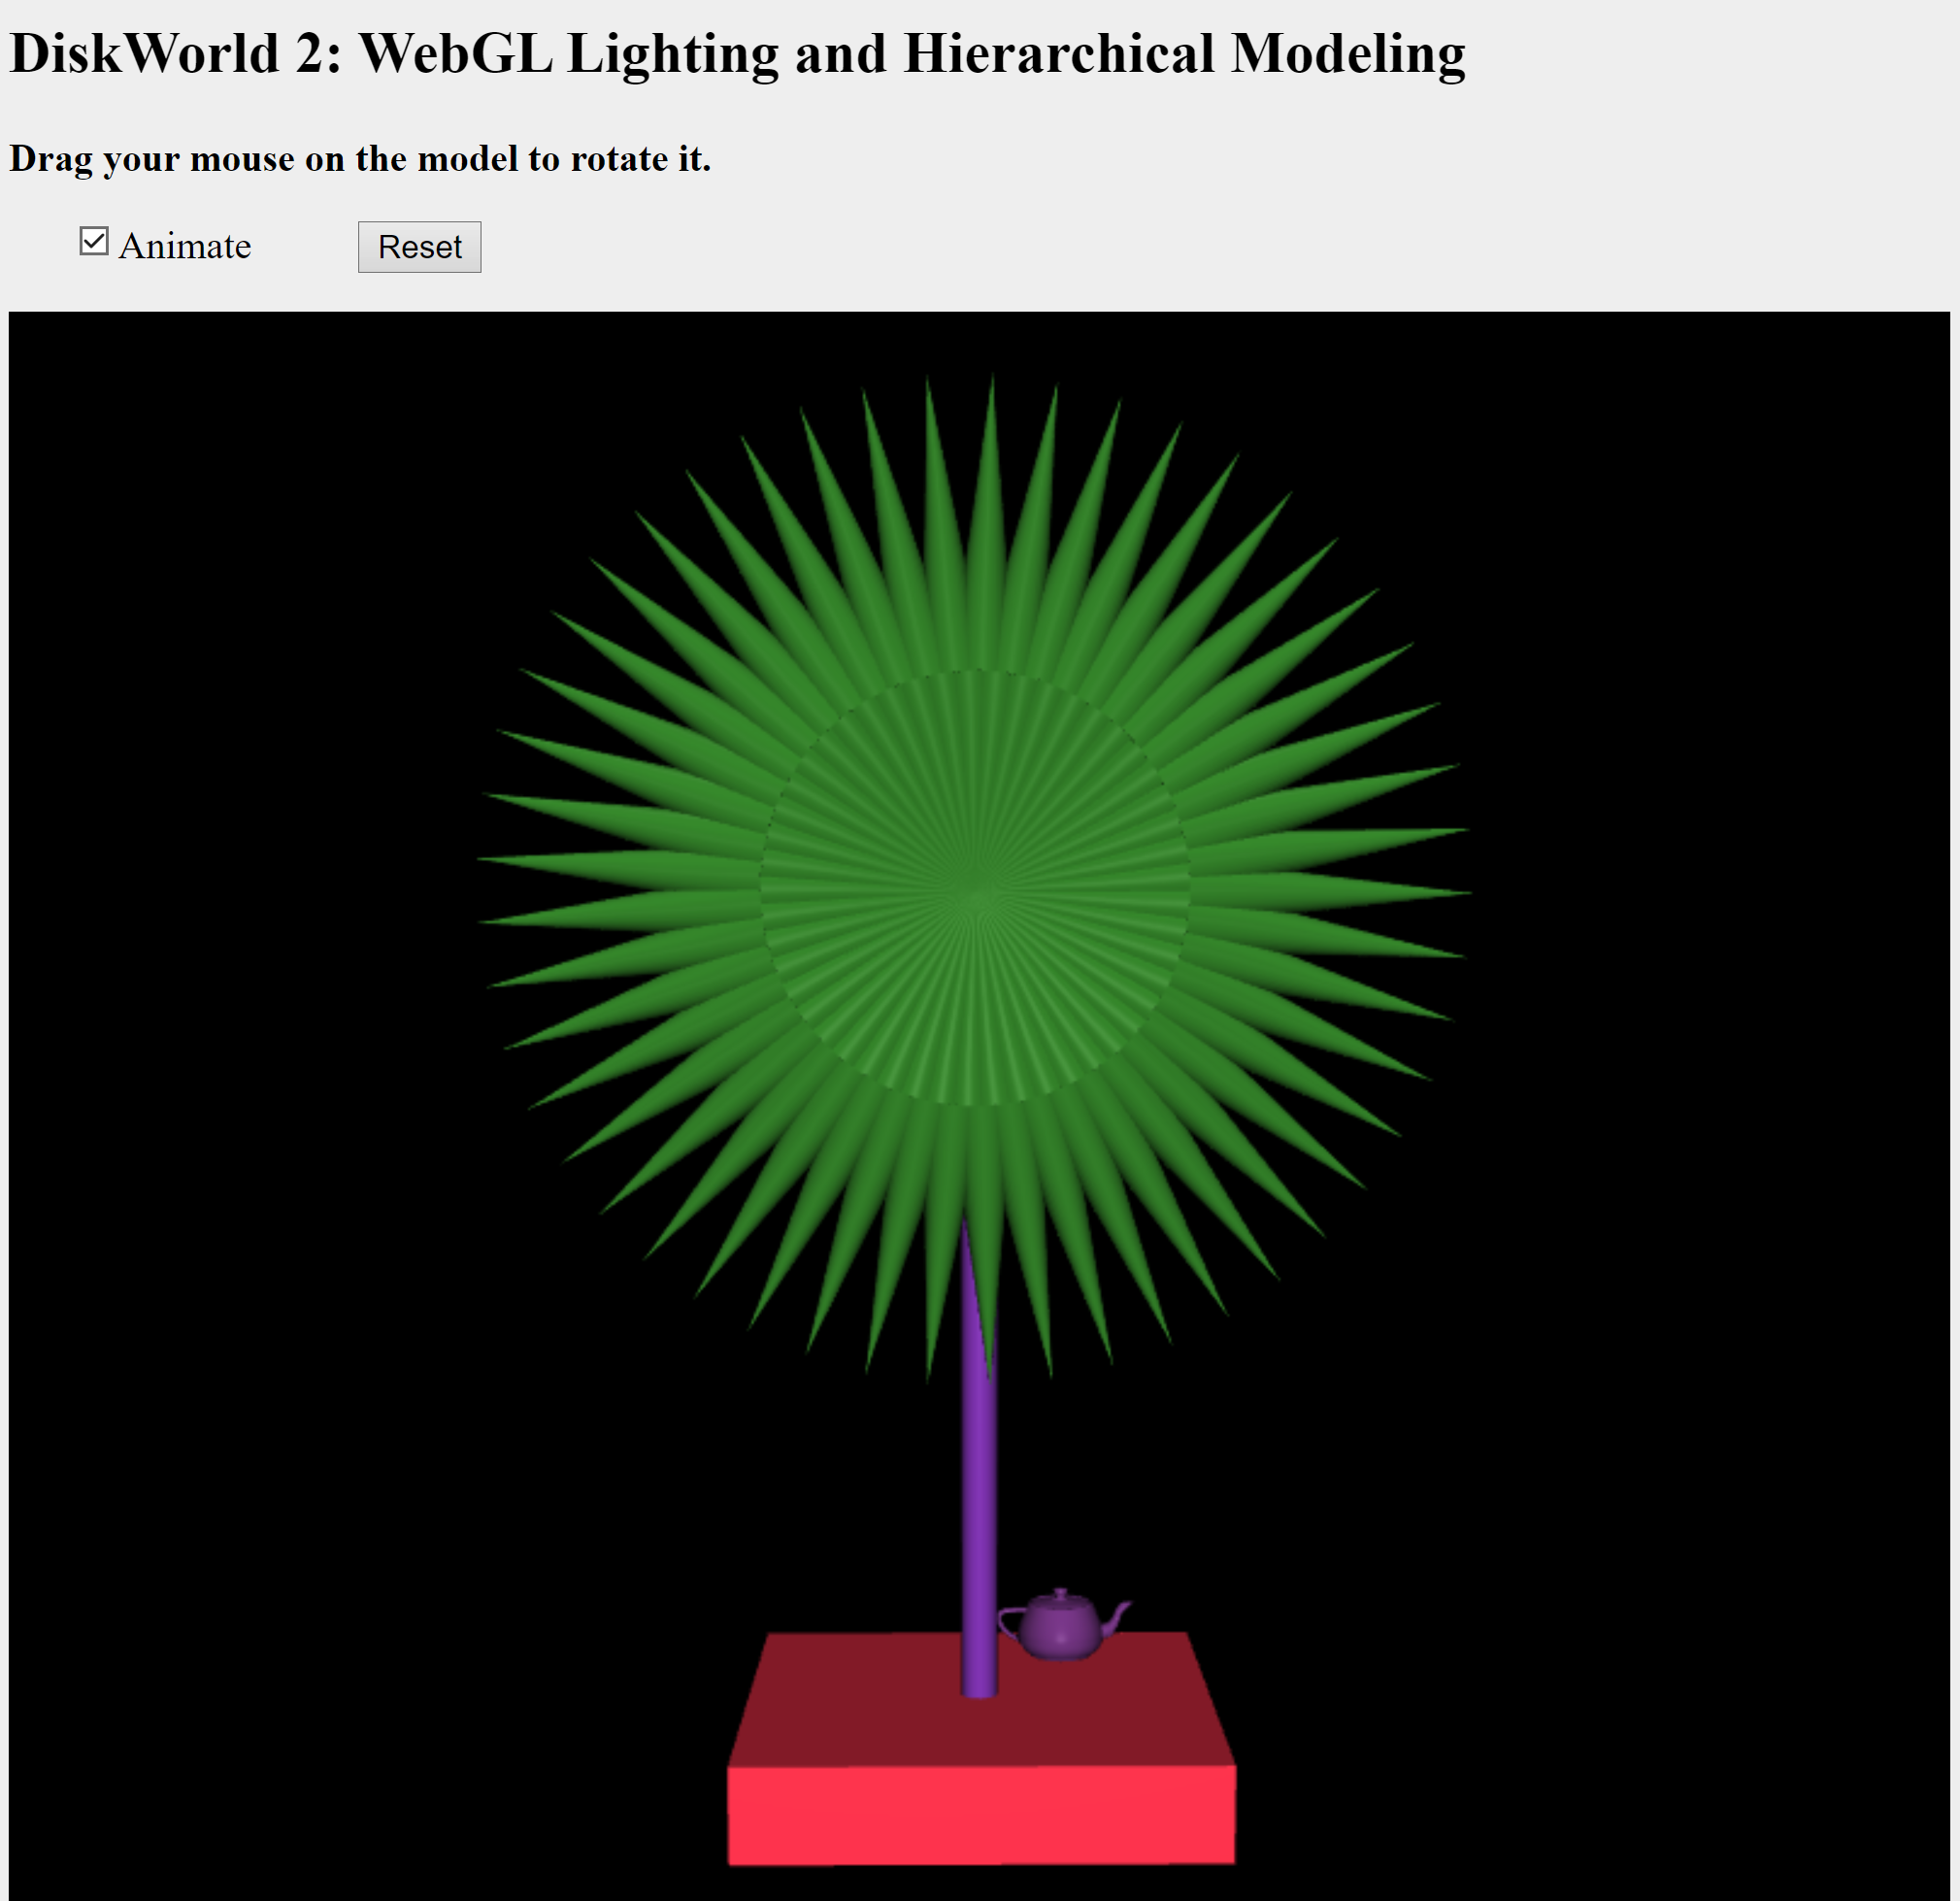 DiskWorld 2: WebGL Lighting and Hierarchical Modeling
Drag your mouse on the model to rotate it.
Animate Reset